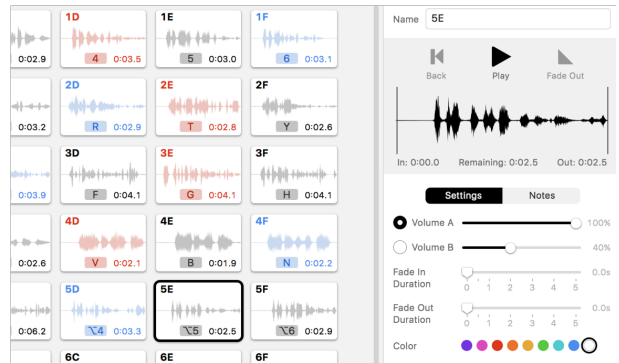 1D
1E
1F
0:02.9
4 0:03.5
5 0:03.0
6 0:03.1
2D
2E
2F
0:03.2
R 0:02.9
T 0:02.8
Y 0:02.6
3D
3E
3F
0:03.9
F 0:04.1
G 0:04.1
H 0:04.1
4D
4E
4F
0:02.6
V 0:02.1
B 0:01.9
N 0:02.2
5D
5E
5F
0:06.2
⌥4 0:03.3
⌥5 0:02.5
⌥6 0:02.9
6C
6E
6F
Name 5E
Back
Play
Fade Out
In: 0:00.0 Remaining: 0:02.5 Out: 0:02.5
Settings Notes
Volume A 100%
Volume B 40%
Fade In
Duration
0.0s
0 1 2 3 4 5
Fade Out
Duration
0.0s
0 1 2 3 4 5
Color